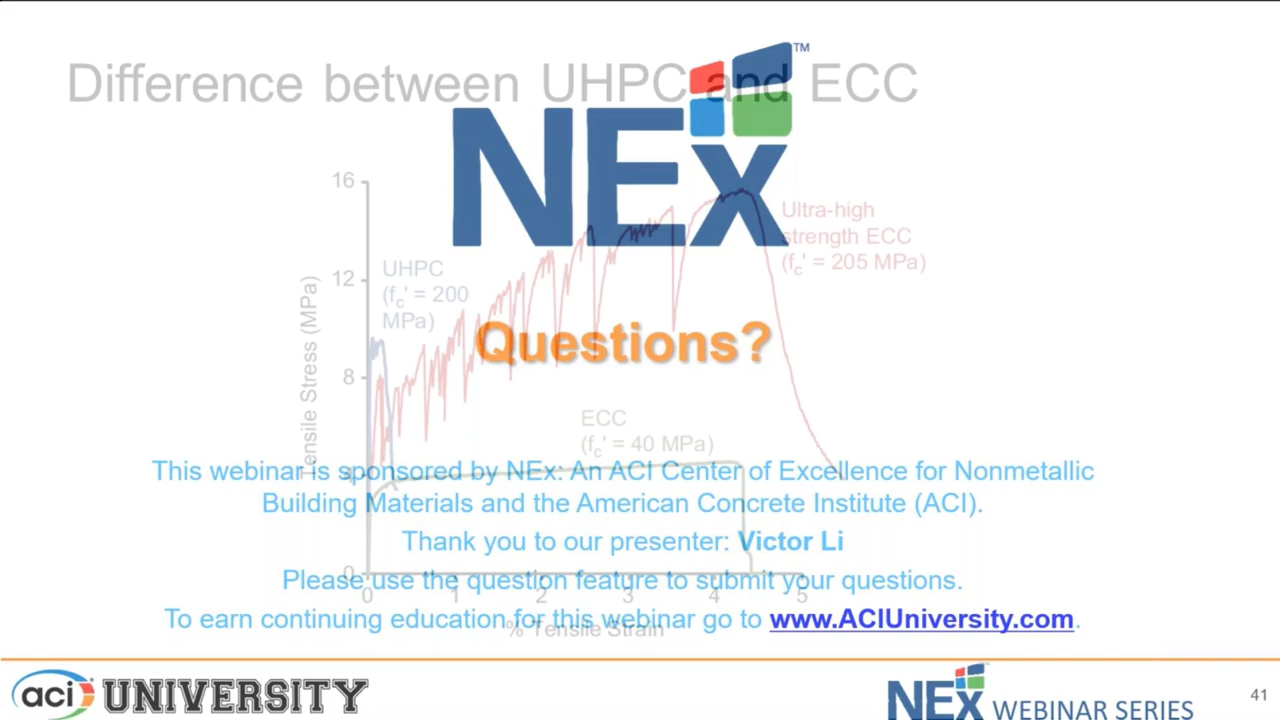 Difference between UHPC and ECC
NEx™
16
12
8
4
0
Tensile Stress (MPa)
UHPC
(fc' = 200
MPa)
Ultra-high
strength ECC
(fc' = 205 MPa)
Questions?
ECC
(fc' = 40 MPa)
0 1 2 3 4 5
% Tensile Strain
This webinar is sponsored by NEx: An ACI Center of Excellence for Nonmetallic
Building Materials and the American Concrete Institute (ACI).
Thank you to our presenter: Victor Li
Please use the question feature to submit your questions.
To earn continuing education for this webinar go to www.ACIUniversity.com.
aci UNIVERSITY
NEx WEBINAR SERIES
41